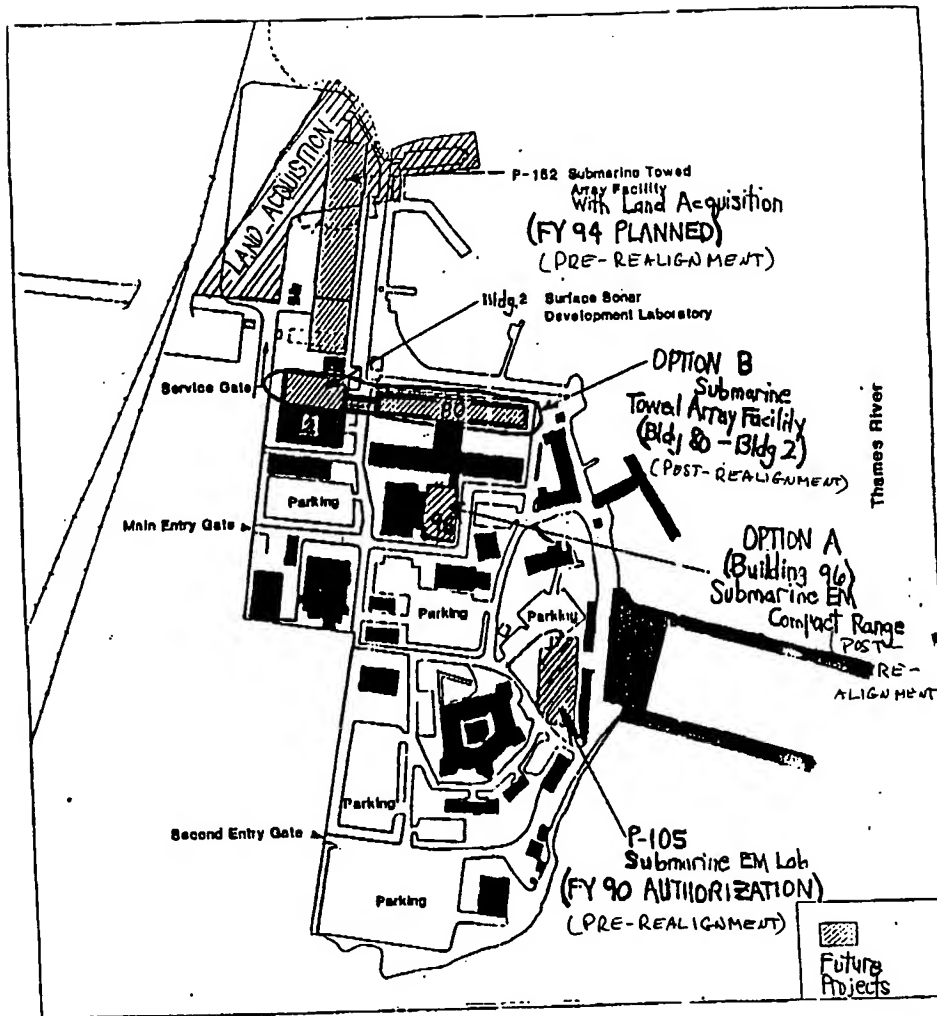 LAND ACQUISITION
P-152 Submarine Towed
Array Facility
With Land Acquisition
(FY 94 PLANNED)
(PRE-REALIGNMENT)
Bldg. 2 Surface Sonar
Development Laboratory
OPTION B
Submarine
Towel Array Facility
(Bldg 80 - Bldg 2)
(POST-REALIGNMENT)
Service Gate
80
Thames River
Parking
Main Entry Gate
OPTION A
(Building 96)
Submarine EM
Compact Range
POST-
RE-
ALIGNMENT
Parking
Parking
Parking
Second Entry Gate
P-105
Submarine EM Lab
(FY 90 AUTHORIZATION)
(PRE-REALIGNMENT)
Parking
Future
Projects